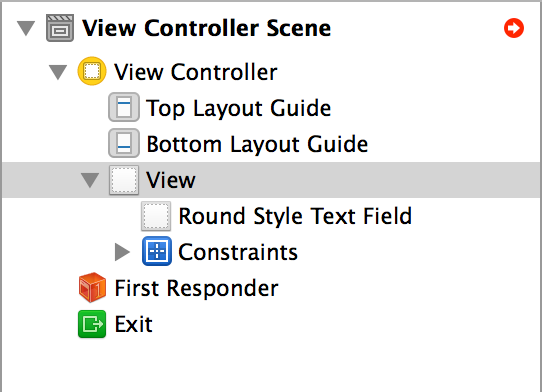 View Controller Scene
View Controller
Top Layout Guide
Bottom Layout Guide
View
Round Style Text Field
Constraints
First Responder
Exit